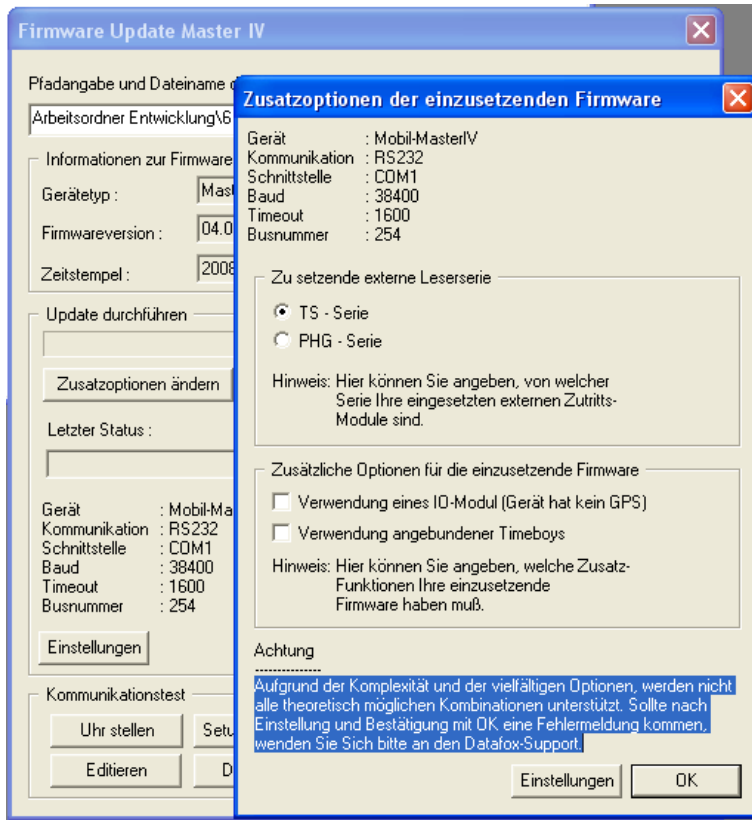 Firmware Update Master IV
Pfadangabe und Dateiname
Arbeitsordner Entwicklung\6
Informationen zur Firmware
Gerätetyp :
Firmwareversion :
04.0
Zeitstempel :
2008
Update durchführen
Zusatzoptionen ändern
Letzter Status :
Gerät : Mobil-Ma
Kommunikation : RS232
Schnittstelle : COM1
Baud : 38400
Timeout : 1600
Busnummer : 254
Einstellungen
Kommunikationstest
Uhr stellen
Setu
Editieren
D
Zusatzoptionen der einzusetzenden Firmware
Gerät : Mobil-MasterIV
Kommunikation : RS232
Schnittstelle : COM1
Baud : 38400
Timeout : 1600
Busnummer : 254
Zu setzende externe Leserserie
TS - Serie
PHG - Serie
Hinweis: Hier können Sie angeben, von welcher
Serie Ihre eingesetzten externen Zutritts-
Module sind.
Zusätzliche Optionen für die einzusetzende Firmware
Verwendung eines IO-Modul (Gerät hat kein GPS)
Verwendung angebundener Timeboys
Hinweis: Hier können Sie angeben, welche Zusatz-
Funktionen Ihre einzusetzende
Firmware haben muß.
Achtung
---------------
Aufgrund der Komplexität und der vielfältigen Optionen, werden nicht
alle theoretisch möglichen Kombinationen unterstützt. Sollte nach
Einstellung und Bestätigung mit OK eine Fehlermeldung kommen,
wenden Sie Sich bitte an den Datafox-Support.
Einstellungen
OK